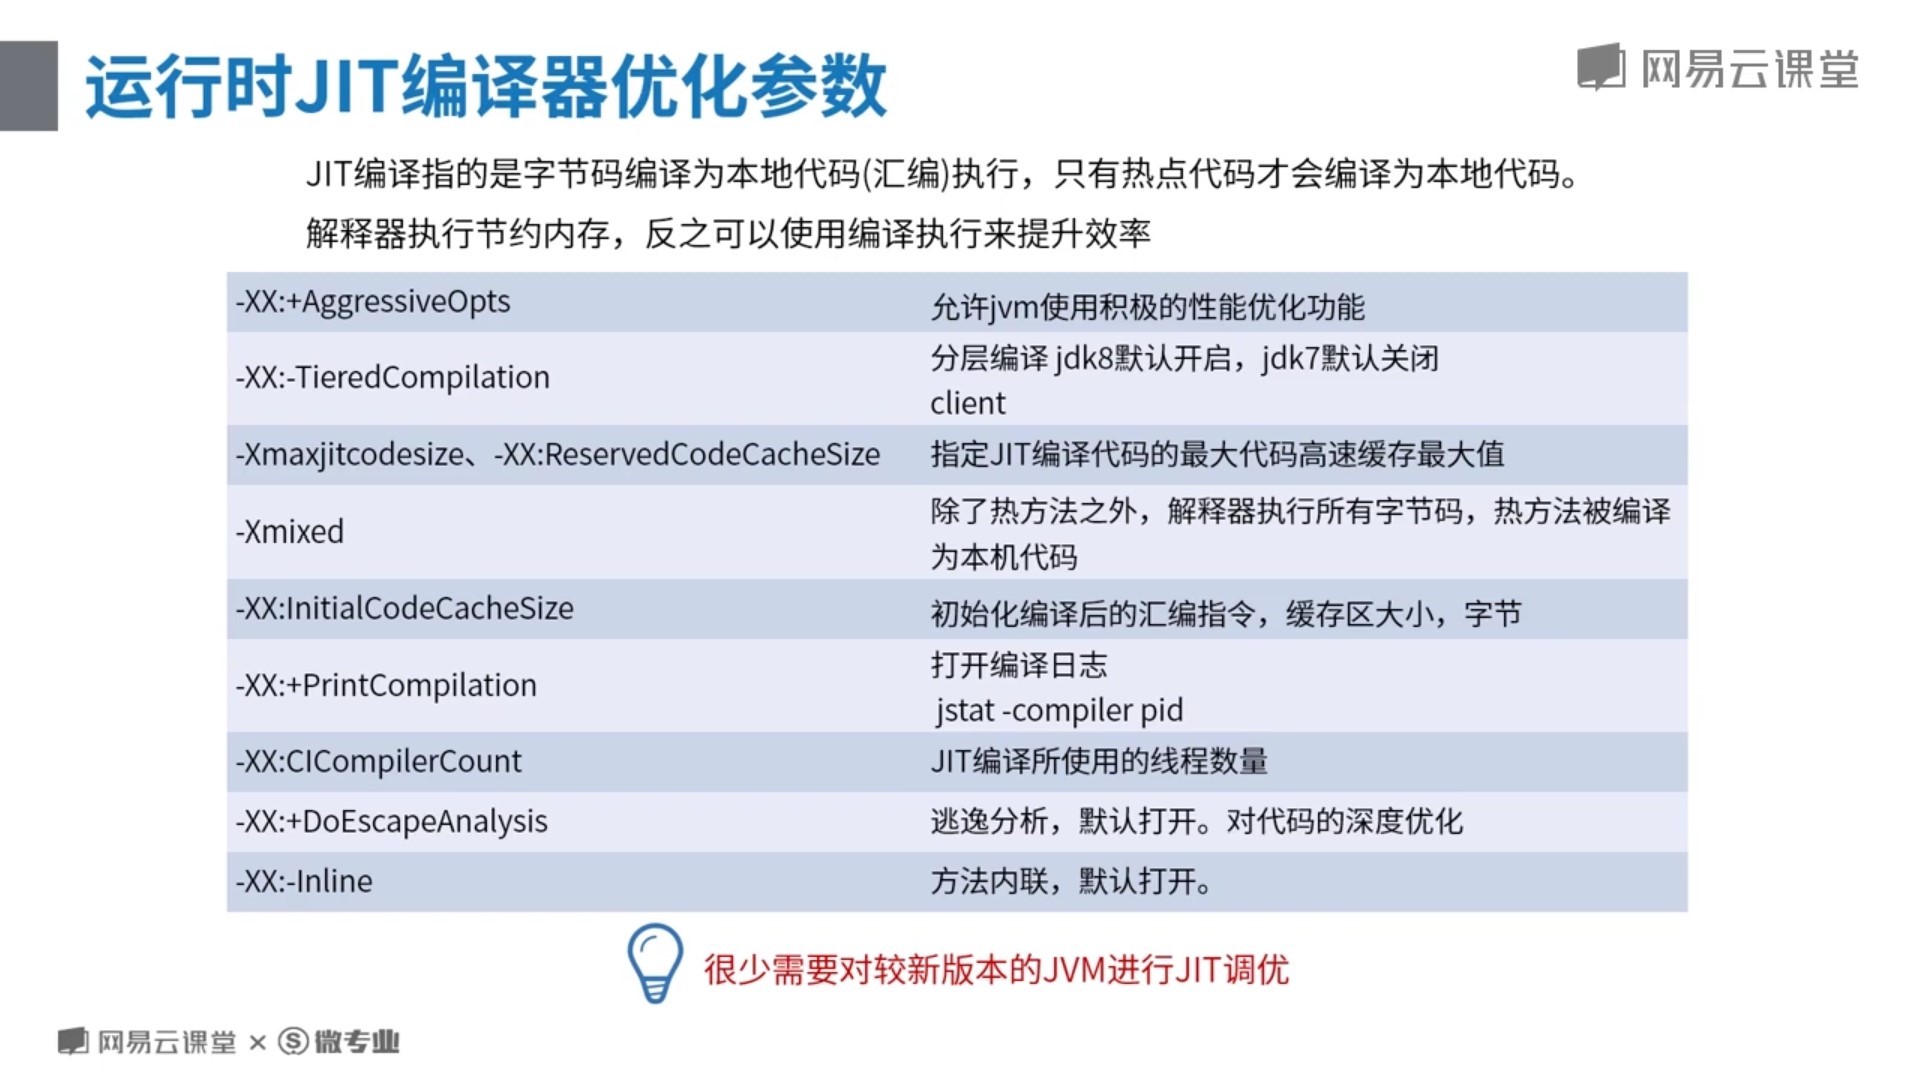 运行时JIT编译器优化参数
网易云课堂
JIT编译指的是字节码编译为本地代码(汇编)执行，只有热点代码才会编译为本地代码。
解释器执行节约内存，反之可以使用编译执行来提升效率
-XX:+AggressiveOpts 允许jvm使用积极的性能优化功能
-XX:-TieredCompilation 分层编译 jdk8默认开启，jdk7默认关闭
client
-Xmaxjitcodesize、-XX:ReservedCodeCacheSize 指定JIT编译代码的最大代码高速缓存最大值
-Xmixed 除了热方法之外，解释器执行所有字节码，热方法被编译
为本机代码
-XX:InitialCodeCacheSize 初始化编译后的汇编指令，缓存区大小，字节
-XX:+PrintCompilation 打开编译日志
jstat -compiler pid
-XX:CICompilerCount JIT编译所使用的线程数量
-XX:+DoEscapeAnalysis 逃逸分析，默认打开。对代码的深度优化
-XX:-Inline 方法内联，默认打开。
很少需要对较新版本的JVM进行JIT调优
网易云课堂 × S 微专业